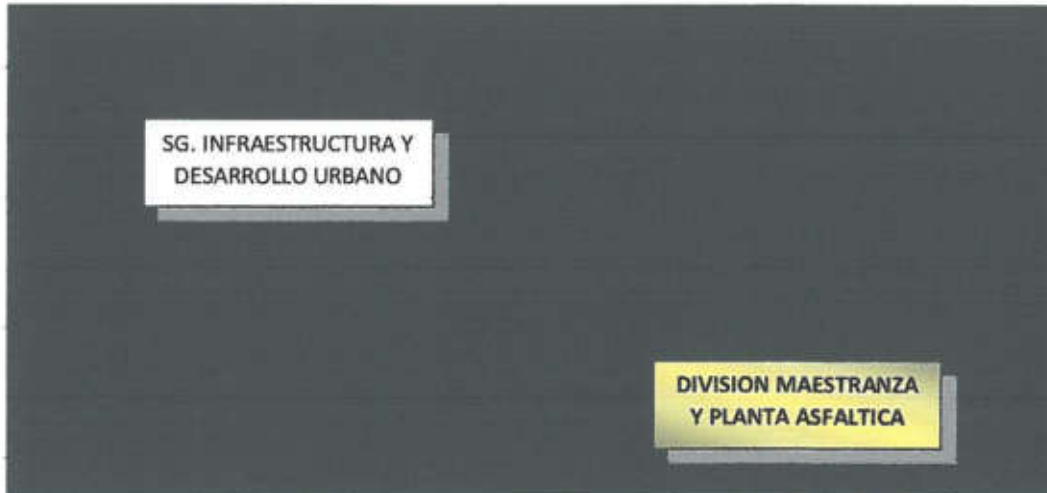 SG. INFRAESTRUCTURA Y
DESARROLLO URBANO
DIVISION MAESTRANZA
Y PLANTA ASFALTICA